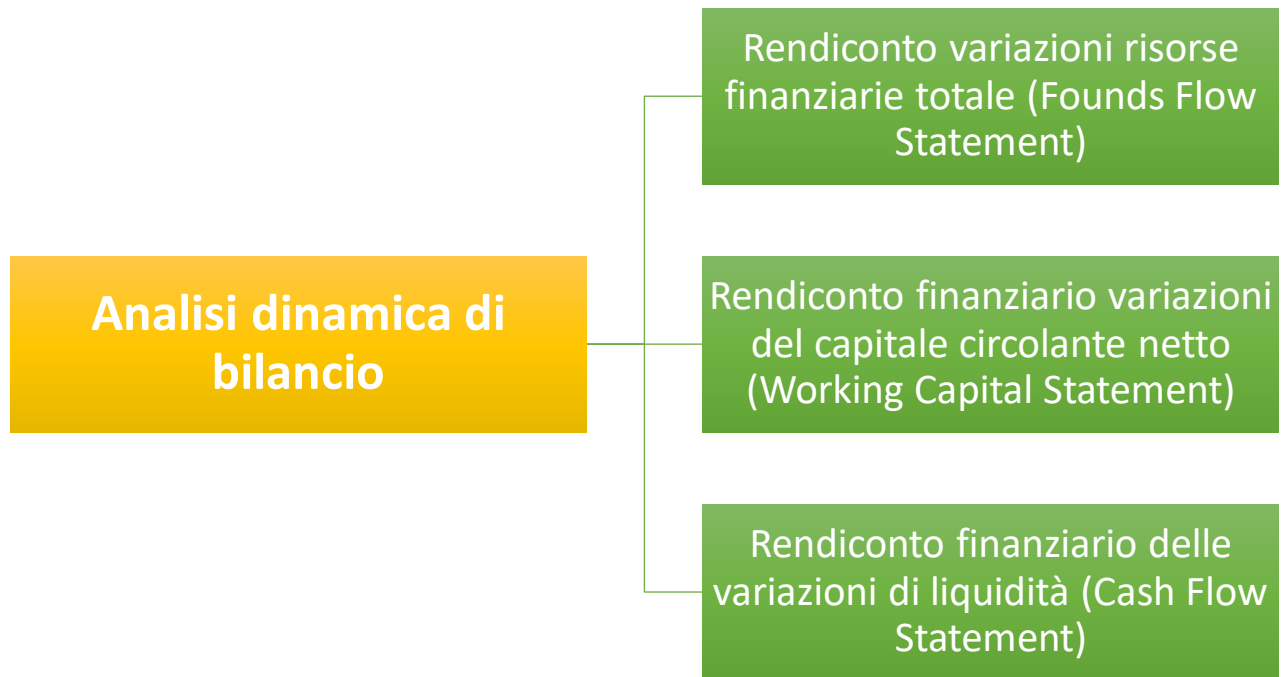 Rendiconto variazioni risorse
finanziarie totale (Founds Flow
Statement)
Analisi dinamica di
bilancio
Rendiconto finanziario variazioni
del capitale circolante netto
(Working Capital Statement)
Rendiconto finanziario delle
variazioni di liquidità (Cash Flow
Statement)